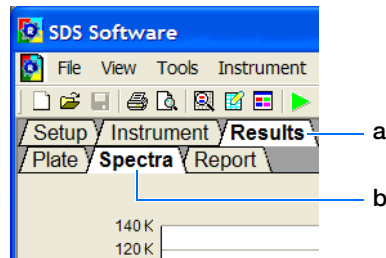 SDS Software
File View Tools Instrument
Setup Instrument Results a
Plate Spectra Report
b
140 K
120 K